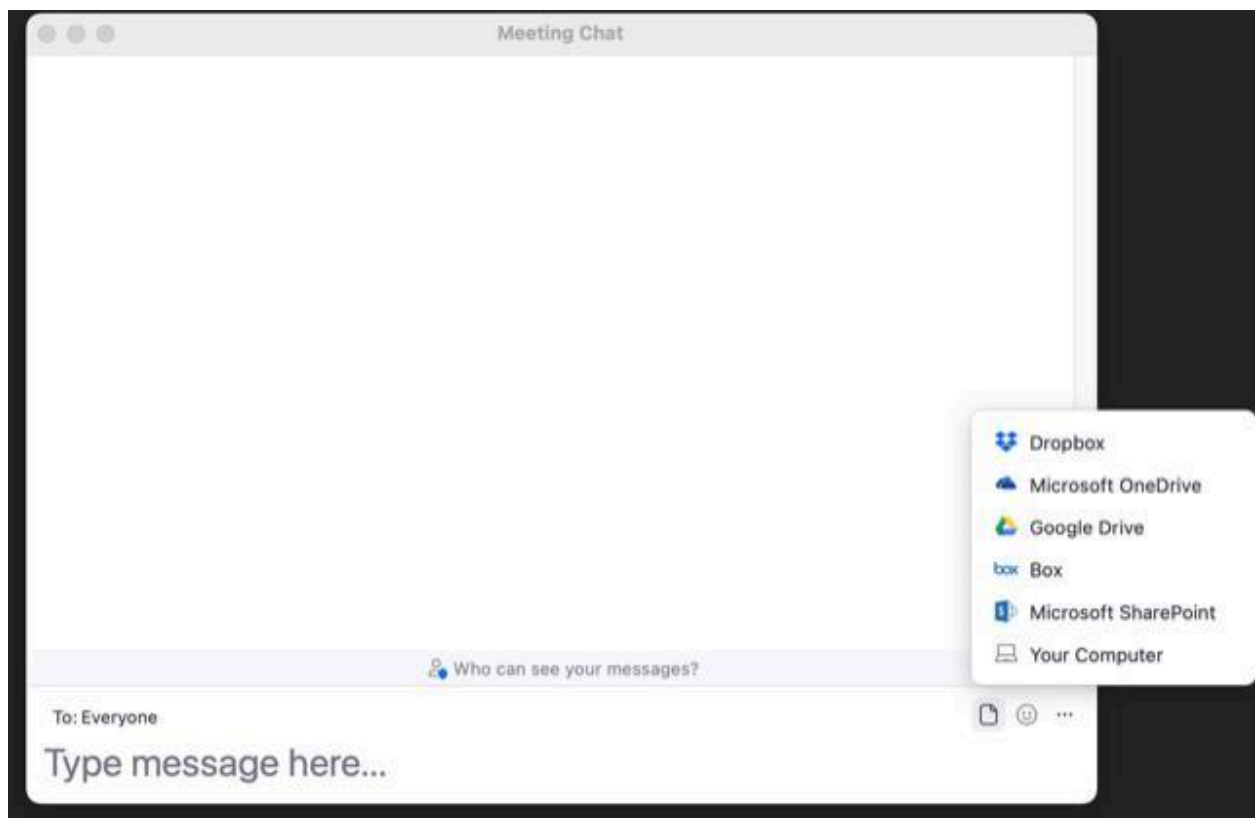 Meeting Chat
Dropbox
Microsoft OneDrive
Google Drive
box Box
Microsoft SharePoint
Your Computer
Who can see your messages?
To: Everyone
Type message here...